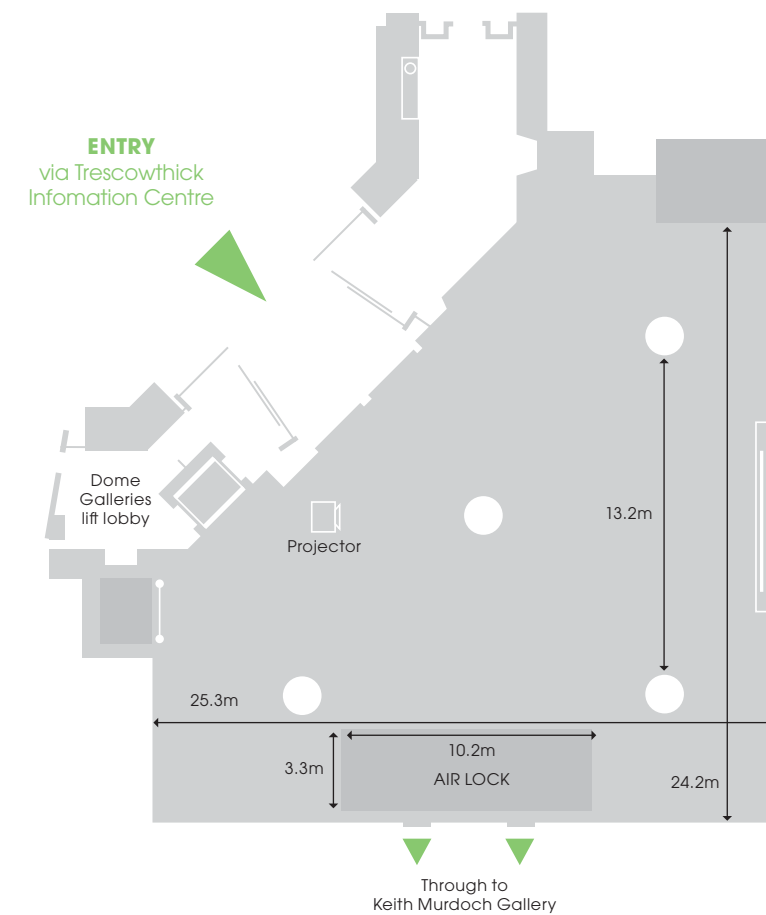 ENTRY
via Trescowthick
Infomation Centre
Dome
Galleries
lift lobby
Projector
13.2m
25.3m
10.2m
3.3m
AIR LOCK
24.2m
Through to
Keith Murdoch Gallery